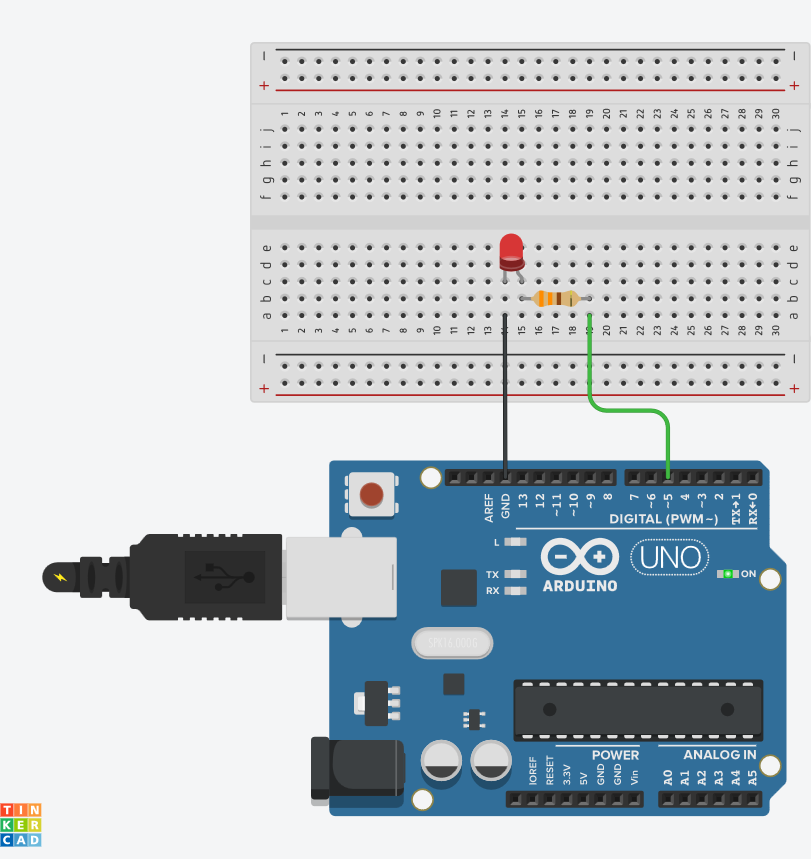 − −
+ +
1 2 3 4 5 6 7 8 9 10 11 12 13 14 15 16 17 18 19 20 21 22 23 24 25 26 27 28 29 30
j j
i i
h h
g g
f f
e e
d d
c c
b b
a a
1 2 3 4 5 6 7 8 9 10 11 12 13 15 16 17 18 20 21 22 23 24 25 26 27 28 29 30
− −
+ +
AREF GND 13 12 ~11 ~10 ~9 8 7 ~6 ~5 4 ~3 2 TX→1 RX←0
DIGITAL (PWM~)
L
TX
RX
ARDUINO
UNO
ON
SPK16.000G
POWER
ANALOG IN
IOREF RESET 3.3V 5V GND GND Vin A0 A1 A2 A3 A4 A5
TIN
KER
CAD